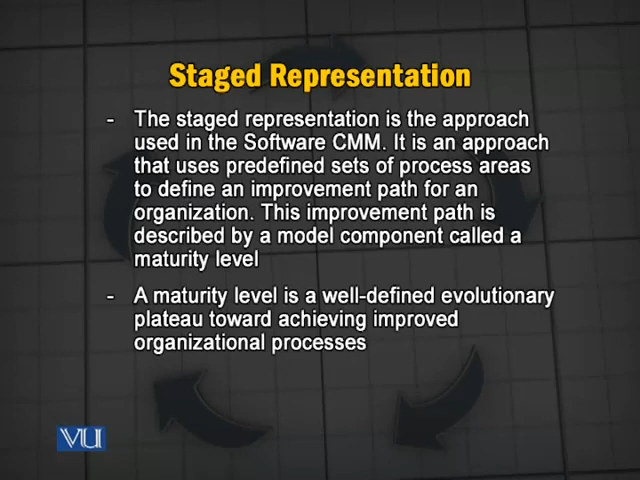 Staged Representation
- The staged representation is the approach
used in the Software CMM. It is an approach
that uses predefined sets of process areas
to define an improvement path for an
organization. This improvement path is
described by a model component called a
maturity level
- A maturity level is a well-defined evolutionary
plateau toward achieving improved
organizational processes
VU